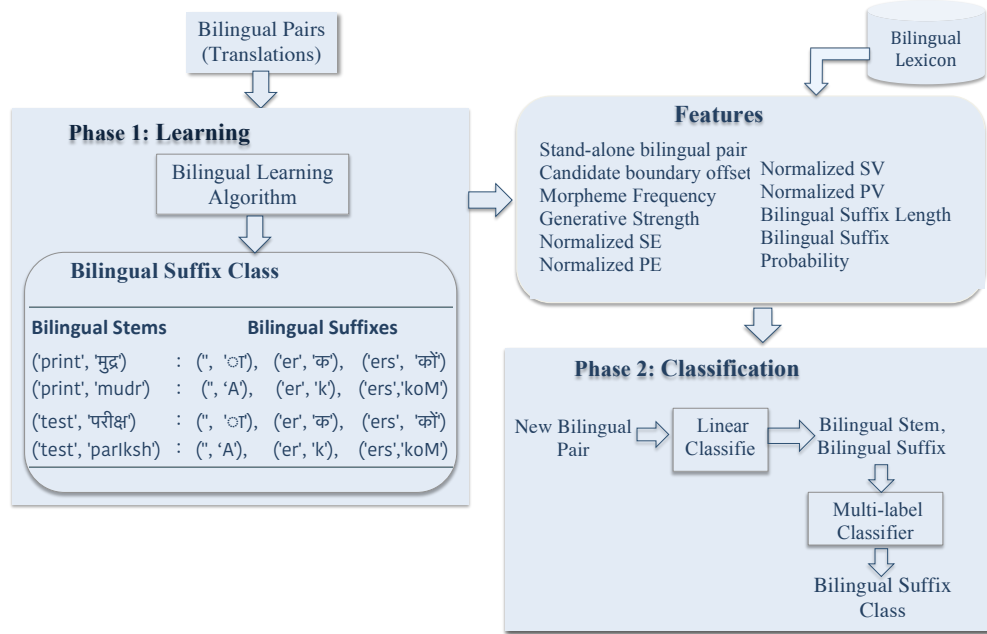 Bilingual Pairs
(Translations)
Bilingual
Lexicon
Phase 1: Learning
Bilingual Learning
Algorithm
Bilingual Suffix Class
Bilingual Stems Bilingual Suffixes
('print', 'मुद्र') : ('', 'ा'), ('er', 'क'), ('ers', 'कों')
('print', 'mudr') : ('', 'A'), ('er', 'k'), ('ers','koM')
('test', 'परीक्ष') : ('', 'ा'), ('er', 'क'), ('ers', 'कों')
('test', 'parIksh') : ('', 'A'), ('er', 'k'), ('ers','koM')
Features
Stand-alone bilingual pair
Candidate boundary offset
Morpheme Frequency
Generative Strength
Normalized SE
Normalized PE
Normalized SV
Normalized PV
Bilingual Suffix Length
Bilingual Suffix
Probability
Phase 2: Classification
New Bilingual
Pair
Linear
Classifie
Bilingual Stem,
Bilingual Suffix
Multi-label
Classifier
Bilingual Suffix
Class